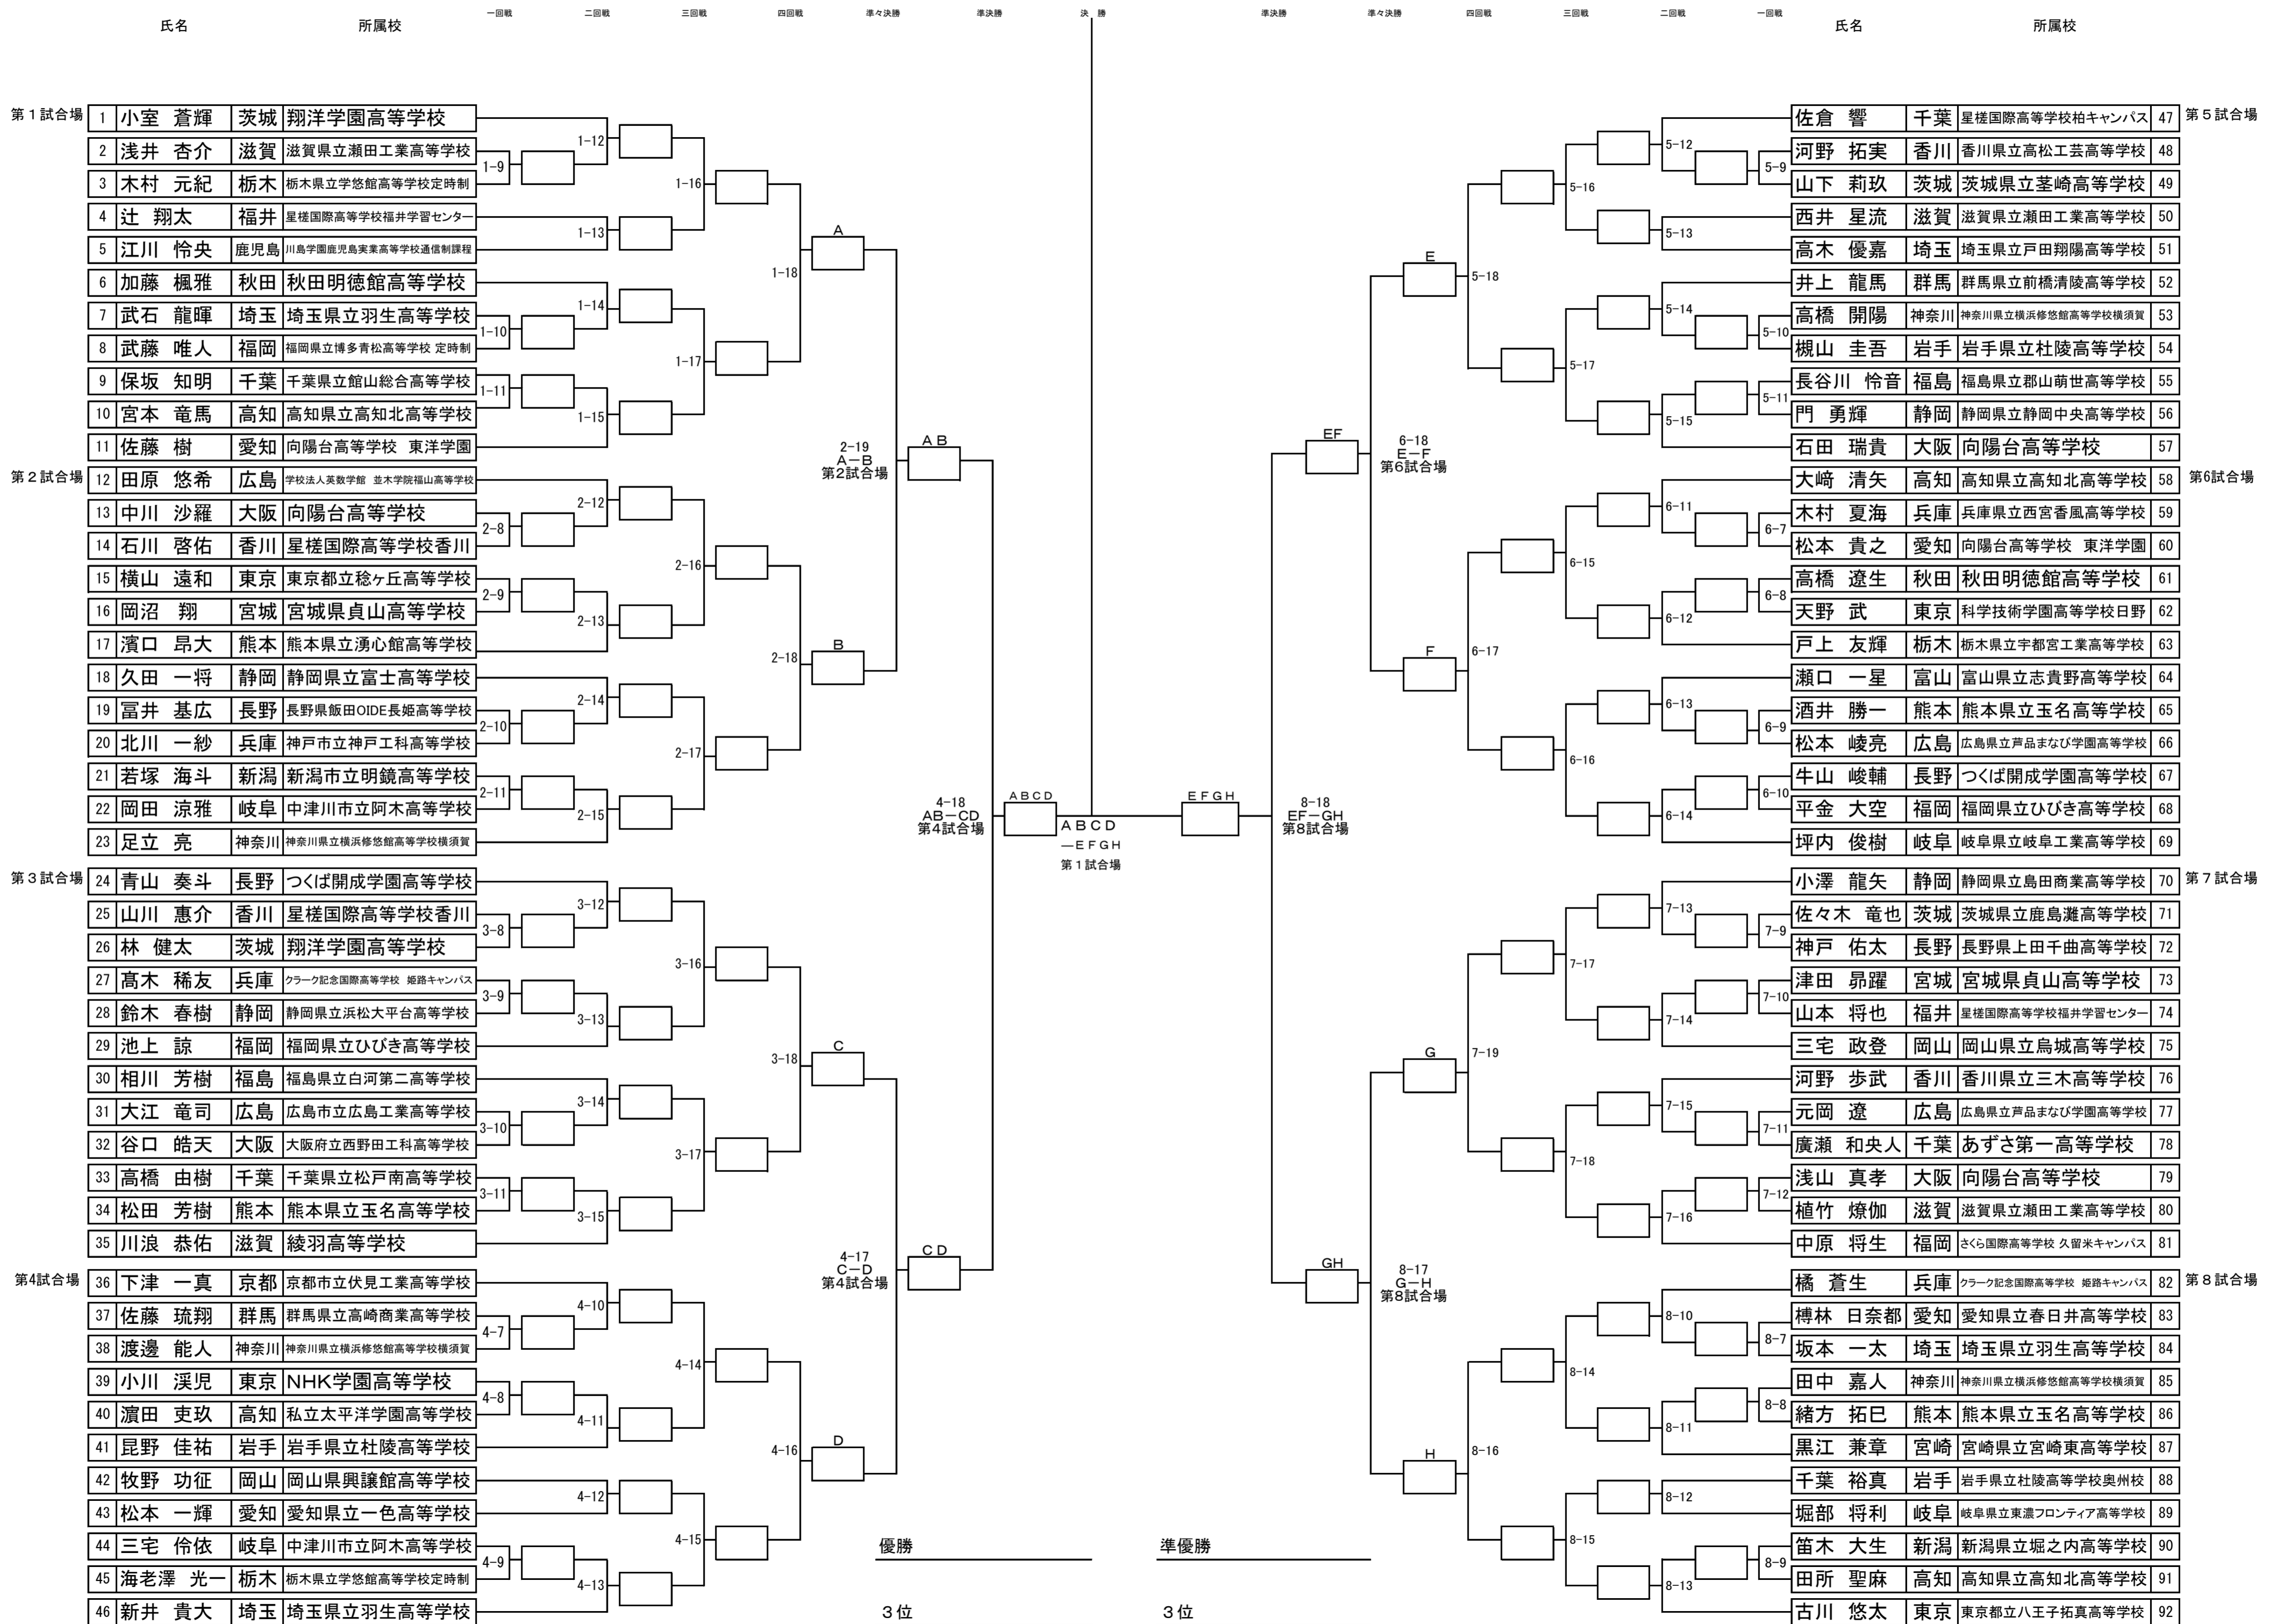 一回戦 二回戦 三回戦 四回戦 準々決勝 準決勝 決　勝 準決勝 準々決勝 四回戦 三回戦 二回戦 一回戦
氏名 所属校 氏名 所属校
第１試合場 1 小室 蒼輝 茨城 翔洋学園高等学校
2 浅井 杏介 滋賀 滋賀県立瀬田工業高等学校
3 木村 元紀 栃木 栃木県立学悠館高等学校定時制
4 辻 翔太 福井 星槎国際高等学校福井学習センター
5 江川 怜央 鹿児島 川島学園鹿児島実業高等学校通信制課程
6 加藤 楓雅 秋田 秋田明徳館高等学校
7 武石 龍暉 埼玉 埼玉県立羽生高等学校
8 武藤 唯人 福岡 福岡県立博多青松高等学校 定時制
9 保坂 知明 千葉 千葉県立館山総合高等学校
10 宮本 竜馬 高知 高知県立高知北高等学校
11 佐藤 樹 愛知 向陽台高等学校 東洋学園
第２試合場 12 田原 悠希 広島 学校法人英数学館 並木学院福山高等学校
13 中川 沙羅 大阪 向陽台高等学校
14 石川 啓佑 香川 星槎国際高等学校香川
15 横山 遠和 東京 東京都立稔ヶ丘高等学校
16 岡沼 翔 宮城 宮城県貞山高等学校
17 濱口 昂大 熊本 熊本県立湧心館高等学校
18 久田 一将 静岡 静岡県立富士高等学校
19 冨井 基広 長野 長野県飯田OIDE長姫高等学校
20 北川 一紗 兵庫 神戸市立神戸工科高等学校
21 若塚 海斗 新潟 新潟市立明鏡高等学校
22 岡田 涼雅 岐阜 中津川市立阿木高等学校
23 足立 亮 神奈川 神奈川県立横浜修悠館高等学校横須賀
第３試合場 24 青山 奏斗 長野 つくば開成学園高等学校
25 山川 惠介 香川 星槎国際高等学校香川
26 林 健太 茨城 翔洋学園高等学校
27 髙木 稀友 兵庫 クラーク記念国際高等学校 姫路キャンパス
28 鈴木 春樹 静岡 静岡県立浜松大平台高等学校
29 池上 諒 福岡 福岡県立ひびき高等学校
30 相川 芳樹 福島 福島県立白河第二高等学校
31 大江 竜司 広島 広島市立広島工業高等学校
32 谷口 皓天 大阪 大阪府立西野田工科高等学校
33 高橋 由樹 千葉 千葉県立松戸南高等学校
34 松田 芳樹 熊本 熊本県立玉名高等学校
35 川浪 恭佑 滋賀 綾羽高等学校
第4試合場 36 下津 一真 京都 京都市立伏見工業高等学校
37 佐藤 琉翔 群馬 群馬県立高崎商業高等学校
38 渡邊 能人 神奈川 神奈川県立横浜修悠館高等学校横須賀
39 小川 渓児 東京 NHK学園高等学校
40 濵田 吏玖 高知 私立太平洋学園高等学校
41 昆野 佳祐 岩手 岩手県立杜陵高等学校
42 牧野 功征 岡山 岡山県興譲館高等学校
43 松本 一輝 愛知 愛知県立一色高等学校
44 三宅 伶依 岐阜 中津川市立阿木高等学校
45 海老澤 光一 栃木 栃木県立学悠館高等学校定時制
46 新井 貴大 埼玉 埼玉県立羽生高等学校
1-9
1-10
1-11
2-8
2-9
2-10
2-11
3-8
3-9
3-10
3-11
4-7
4-8
4-9
1-12
1-13
1-14
1-15
2-12
2-13
2-14
2-15
3-12
3-13
3-14
3-15
4-10
4-11
4-12
4-13
1-16
1-17
2-16
2-17
3-16
3-17
4-14
4-15
1-18
2-18
3-18
4-16
A
B
C
D
2-19
A－B
第2試合場
4-17
C－D
第4試合場
AB
CD
4-18
AB－CD
第4試合場
ABCD
ABCD
―EFGH
第１試合場
EFGH
8-18
EF－GH
第8試合場
EF
GH
6-18
E－F
第6試合場
8-17
G－H
第8試合場
E
F
G
H
5-18
6-17
7-19
8-16
5-16
5-17
6-15
6-16
7-17
7-18
8-14
8-15
5-12
5-13
5-14
5-15
6-11
6-12
6-13
6-14
7-13
7-14
7-15
7-16
8-10
8-11
8-12
8-13
5-9
5-10
5-11
6-7
6-8
6-9
6-10
7-9
7-10
7-11
7-12
8-7
8-8
8-9
佐倉 響 千葉 星槎国際高等学校柏キャンパス 47 第５試合場
河野 拓実 香川 香川県立高松工芸高等学校 48
山下 莉玖 茨城 茨城県立茎崎高等学校 49
西井 星流 滋賀 滋賀県立瀬田工業高等学校 50
高木 優嘉 埼玉 埼玉県立戸田翔陽高等学校 51
井上 龍馬 群馬 群馬県立前橋清陵高等学校 52
高橋 開陽 神奈川 神奈川県立横浜修悠館高等学校横須賀 53
槻山 圭吾 岩手 岩手県立杜陵高等学校 54
長谷川 怜音 福島 福島県立郡山萌世高等学校 55
門 勇輝 静岡 静岡県立静岡中央高等学校 56
石田 瑞貴 大阪 向陽台高等学校 57
大﨑 清矢 高知 高知県立高知北高等学校 58 第6試合場
木村 夏海 兵庫 兵庫県立西宮香風高等学校 59
松本 貴之 愛知 向陽台高等学校 東洋学園 60
高橋 遼生 秋田 秋田明徳館高等学校 61
天野 武 東京 科学技術学園高等学校日野 62
戸上 友輝 栃木 栃木県立宇都宮工業高等学校 63
瀬口 一星 富山 富山県立志貴野高等学校 64
酒井 勝一 熊本 熊本県立玉名高等学校 65
松本 崚亮 広島 広島県立芦品まなび学園高等学校 66
牛山 峻輔 長野 つくば開成学園高等学校 67
平金 大空 福岡 福岡県立ひびき高等学校 68
坪内 俊樹 岐阜 岐阜県立岐阜工業高等学校 69
小澤 龍矢 静岡 静岡県立島田商業高等学校 70 第７試合場
佐々木 竜也 茨城 茨城県立鹿島灘高等学校 71
神戸 佑太 長野 長野県上田千曲高等学校 72
津田 昴躍 宮城 宮城県貞山高等学校 73
山本 将也 福井 星槎国際高等学校福井学習センター 74
三宅 政登 岡山 岡山県立烏城高等学校 75
河野 歩武 香川 香川県立三木高等学校 76
元岡 遼 広島 広島県立芦品まなび学園高等学校 77
廣瀬 和央人 千葉 あずさ第一高等学校 78
浅山 真孝 大阪 向陽台高等学校 79
植竹 燎伽 滋賀 滋賀県立瀬田工業高等学校 80
中原 将生 福岡 さくら国際高等学校 久留米キャンパス 81
橘 蒼生 兵庫 クラーク記念国際高等学校 姫路キャンパス 82 第８試合場
榑林 日奈都 愛知 愛知県立春日井高等学校 83
坂本 一太 埼玉 埼玉県立羽生高等学校 84
田中 嘉人 神奈川 神奈川県立横浜修悠館高等学校横須賀 85
緒方 拓巳 熊本 熊本県立玉名高等学校 86
黒江 兼章 宮崎 宮崎県立宮崎東高等学校 87
千葉 裕真 岩手 岩手県立杜陵高等学校奥州校 88
堀部 将利 岐阜 岐阜県立東濃フロンティア高等学校 89
笛木 大生 新潟 新潟県立堀之内高等学校 90
田所 聖麻 高知 高知県立高知北高等学校 91
古川 悠太 東京 東京都立八王子拓真高等学校 92
優勝 準優勝
３位 ３位